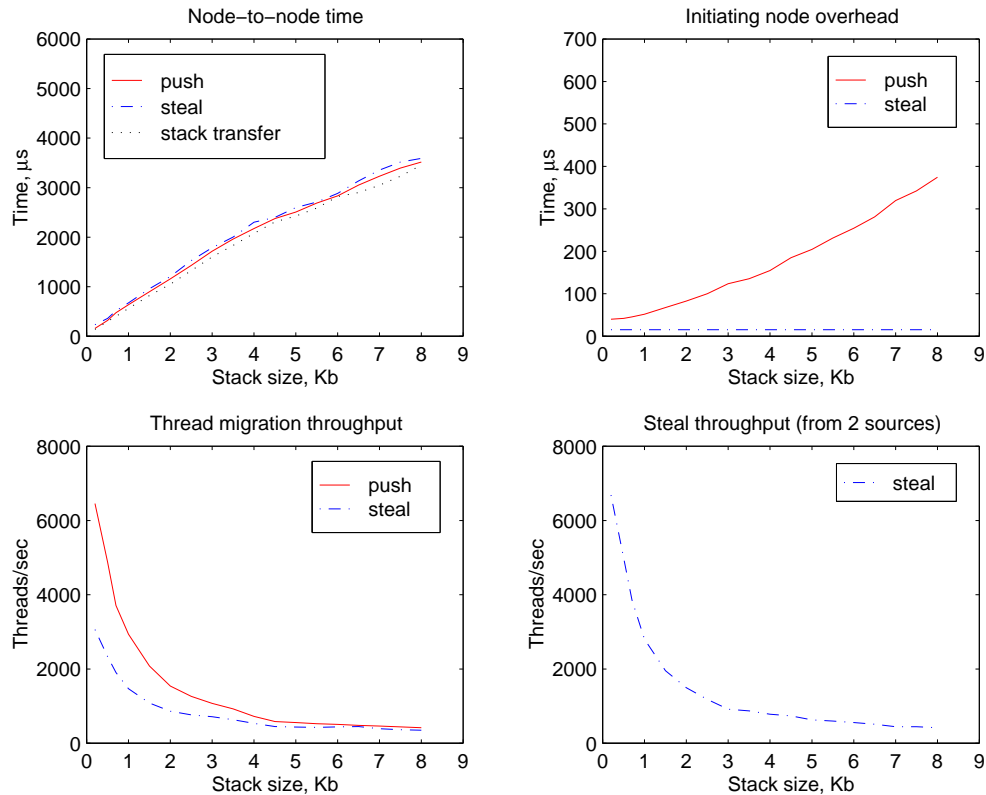 Node−to−node time
6000
5000
4000
3000
2000
1000
0
Time, µs
push
steal
stack transfer
0 1 2 3 4 5 6 7 8 9
Stack size, Kb
Initiating node overhead
700
600
500
400
300
200
100
0
Time, µs
push
steal
0 1 2 3 4 5 6 7 8 9
Stack size, Kb
Thread migration throughput
8000
6000
4000
2000
0
Threads/sec
push
steal
0 1 2 3 4 5 6 7 8 9
Stack size, Kb
Steal throughput (from 2 sources)
8000
6000
4000
2000
0
Threads/sec
steal
0 1 2 3 4 5 6 7 8 9
Stack size, Kb